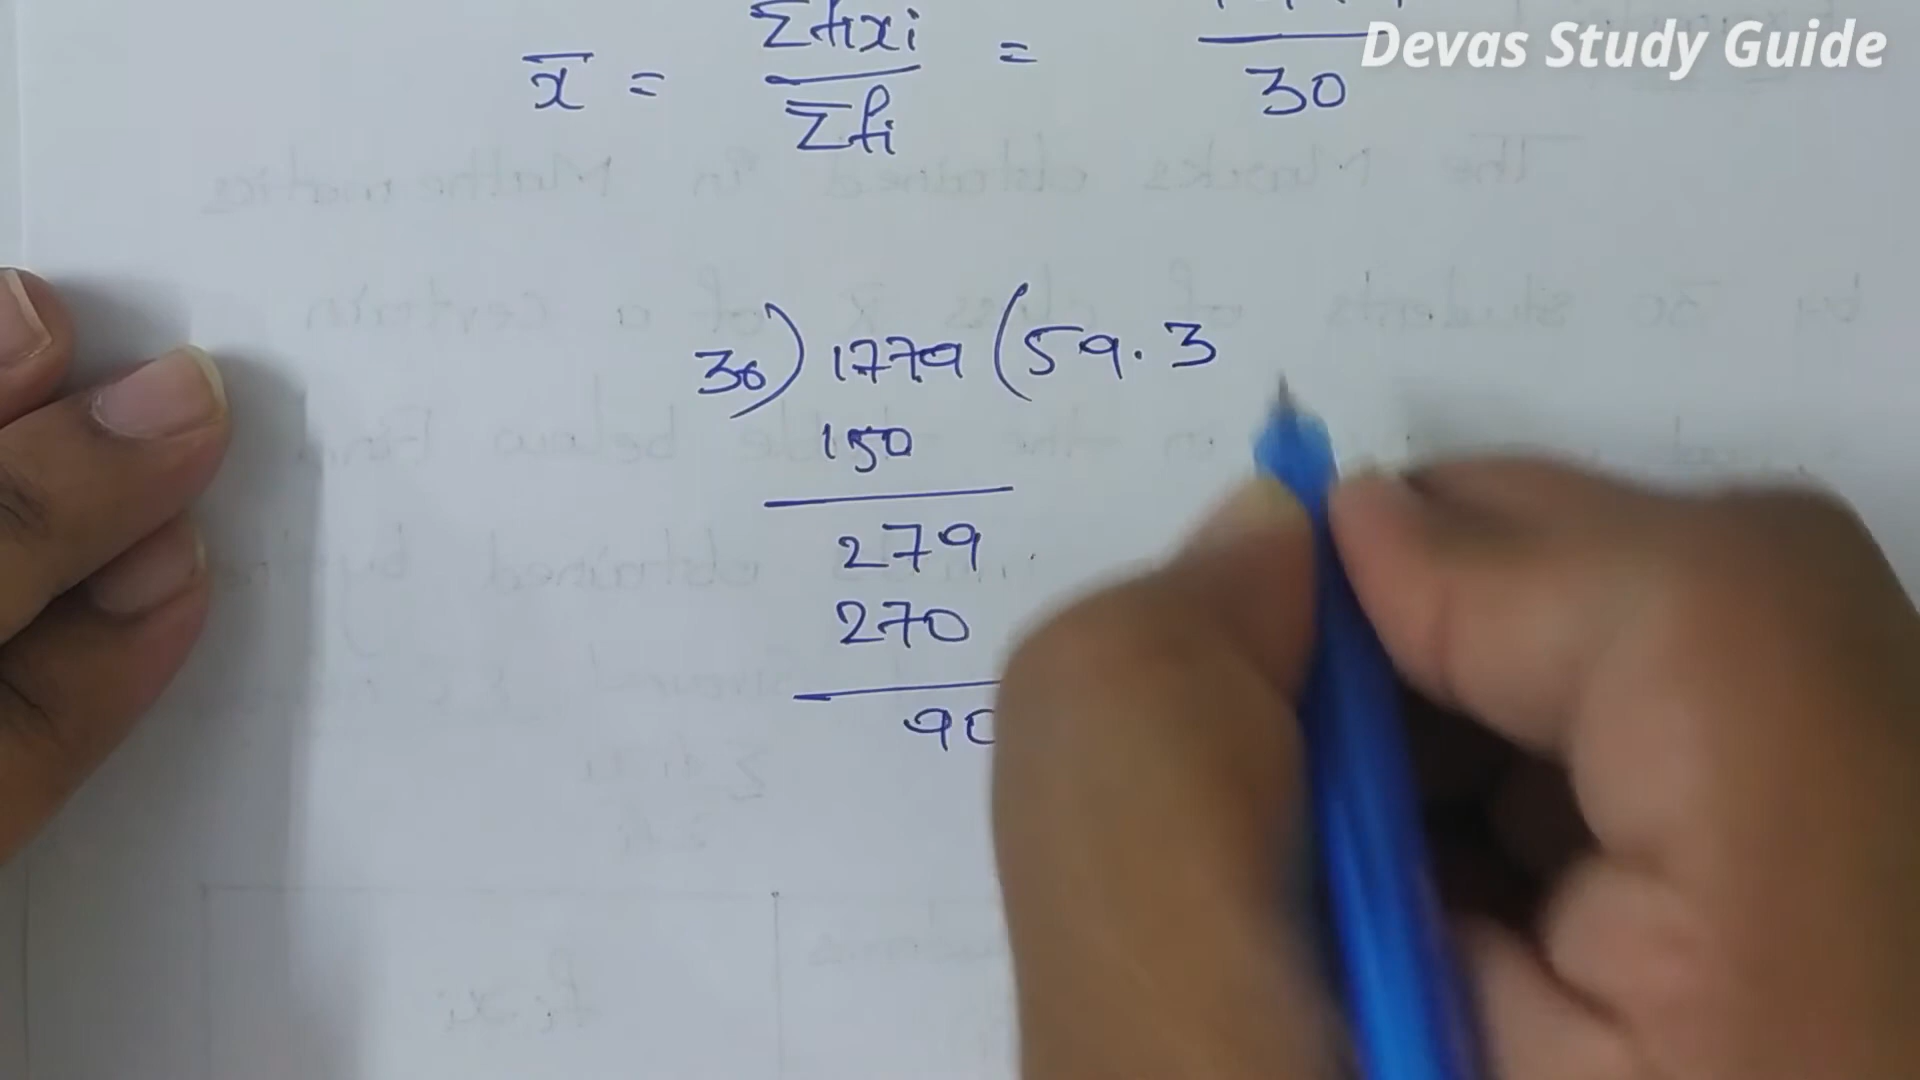 Devas Study Guide
x̄ = Σfixi / Σfi = / 30
30) 1779 (59.3
150
279
270
90